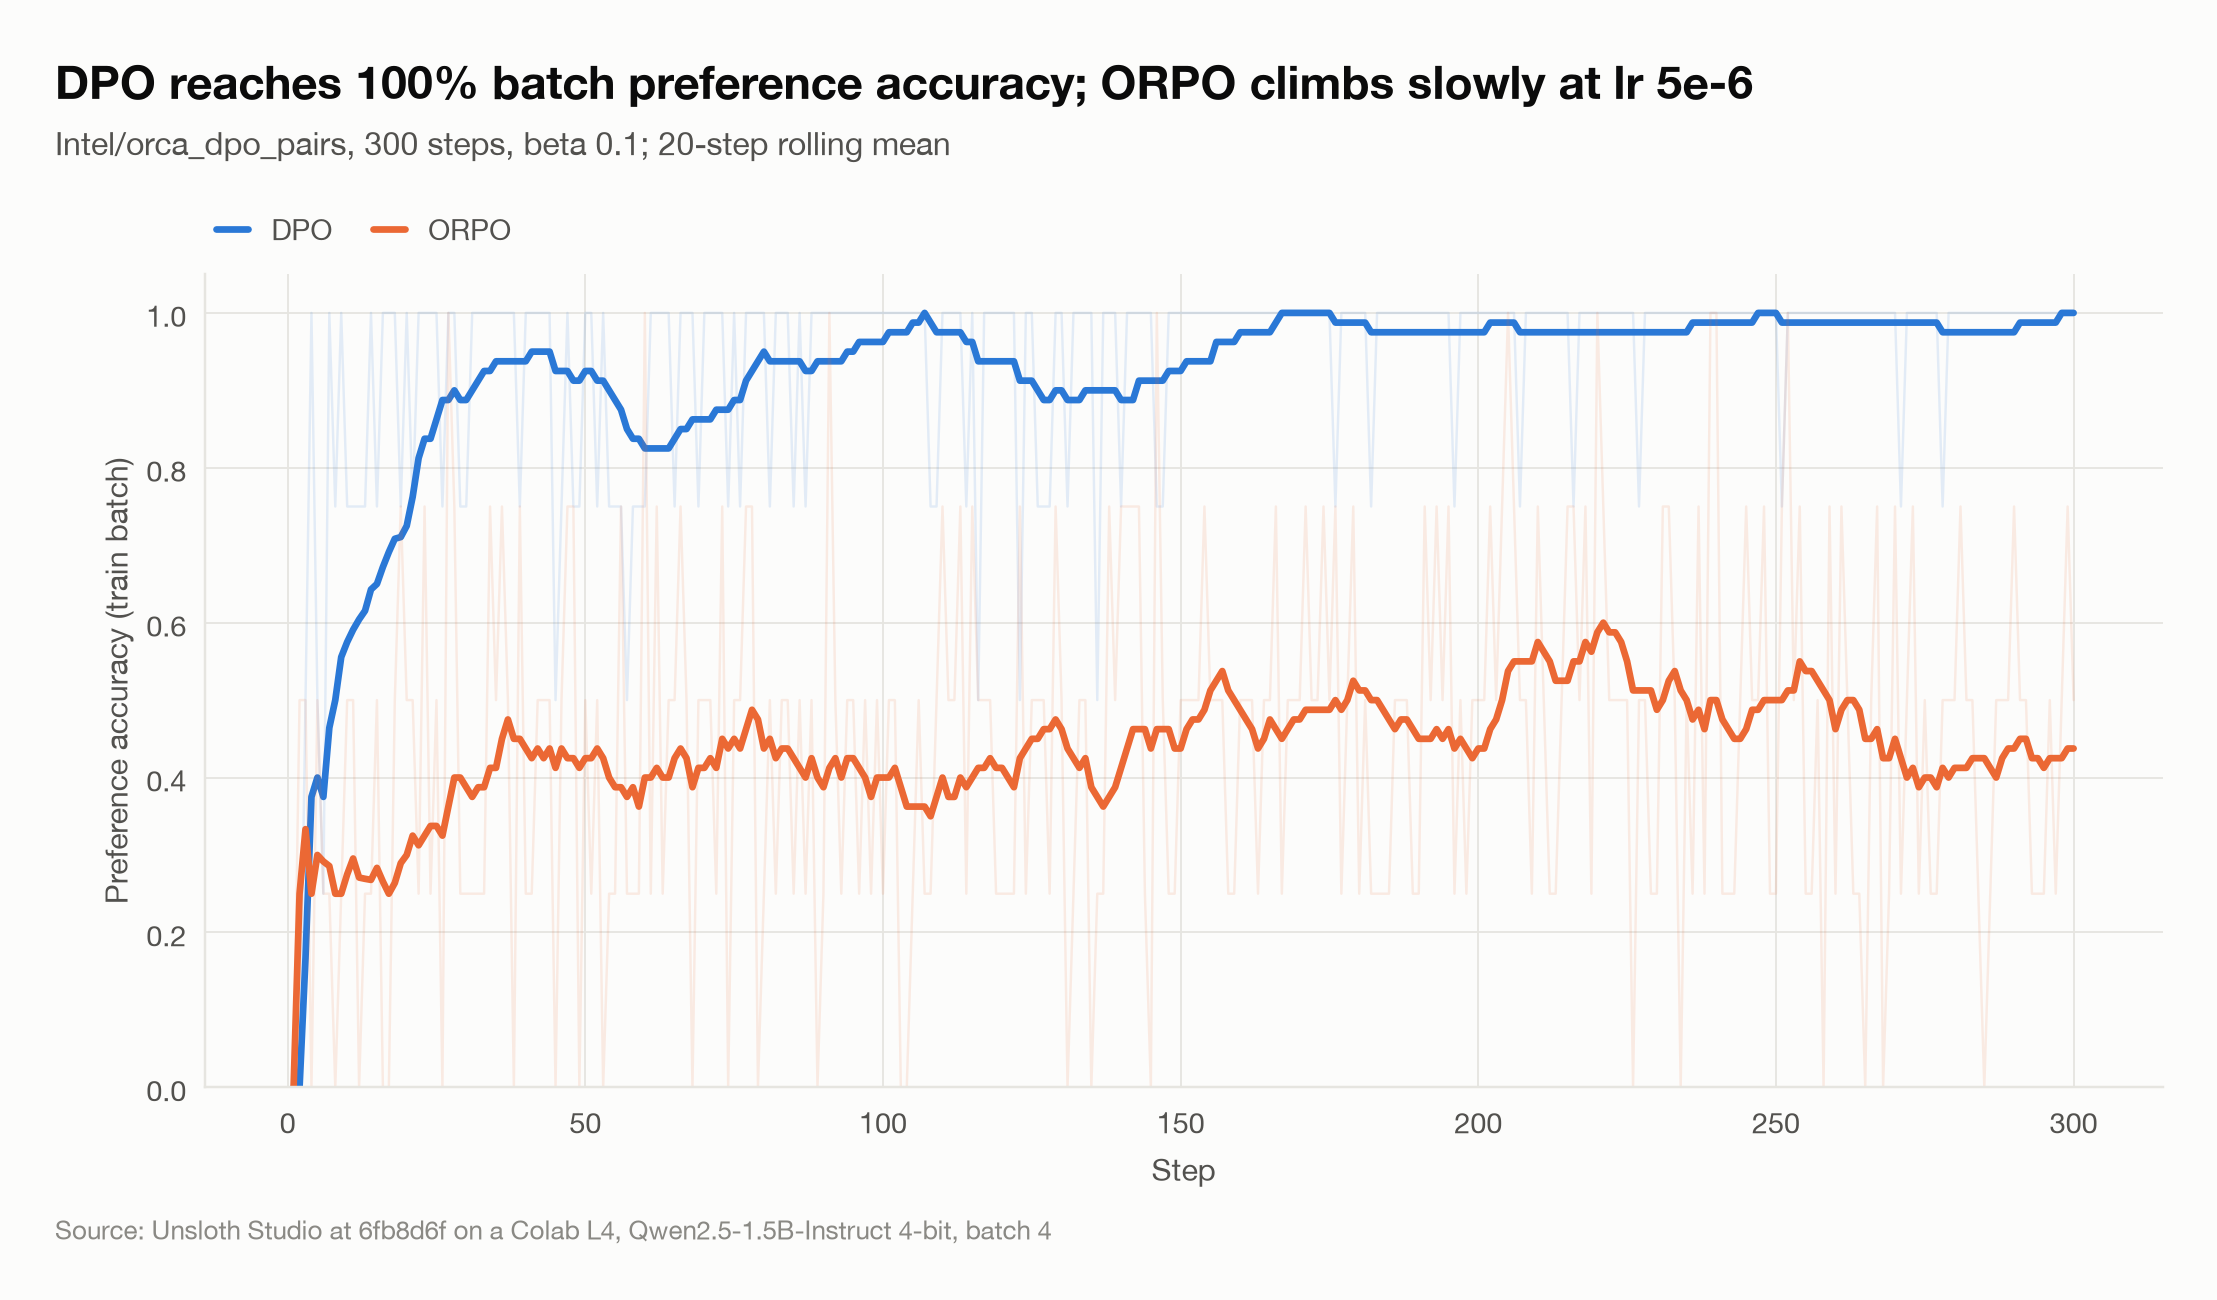 DPO reaches 100% batch preference accuracy; ORPO climbs slowly at lr 5e-6
Intel/orca_dpo_pairs, 300 steps, beta 0.1; 20-step rolling mean
DPO ORPO
Preference accuracy (train batch)
1.0
0.8
0.6
0.4
0.2
0.0
0 50 100 150 200 250 300
Step
Source: Unsloth Studio at 6fb8d6f on a Colab L4, Qwen2.5-1.5B-Instruct 4-bit, batch 4